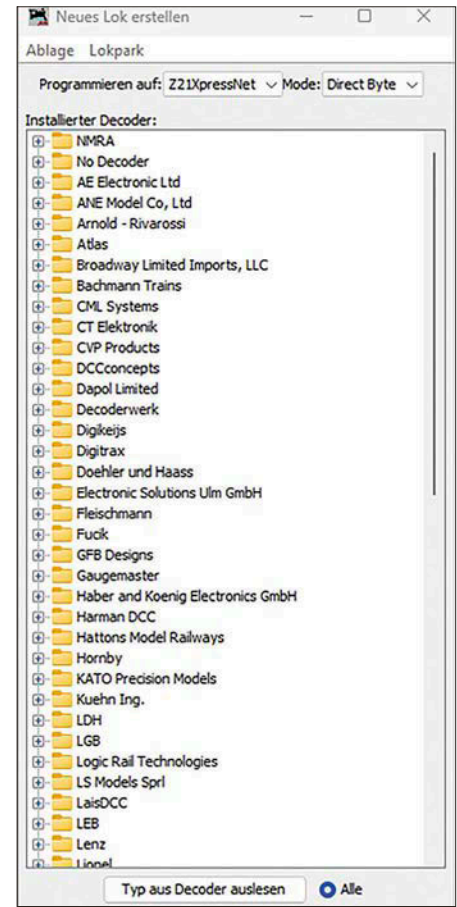 Neues Lok erstellen
Ablage Lokpark
Programmieren auf: Z21XpressNet Mode: Direct Byte
Installierter Decoder:
NMRA
No Decoder
AE Electronic Ltd
ANE Model Co, Ltd
Arnold - Rivarossi
Atlas
Broadway Limited Imports, LLC
Bachmann Trains
CML Systems
CT Elektronik
CVP Products
DCCconcepts
Dapol Limited
Decoderwerk
Digikeijs
Digitrax
Doehler und Haass
Electronic Solutions Ulm GmbH
Fleischmann
Fucik
GFB Designs
Gaugemaster
Haber and Koenig Electronics GmbH
Harman DCC
Hattons Model Railways
Hornby
KATO Precision Models
Kuehn Ing.
LDH
LGB
Logic Rail Technologies
LS Models Sprl
LaisDCC
LEB
Lenz
Lionel
Typ aus Decoder auslesen Alle